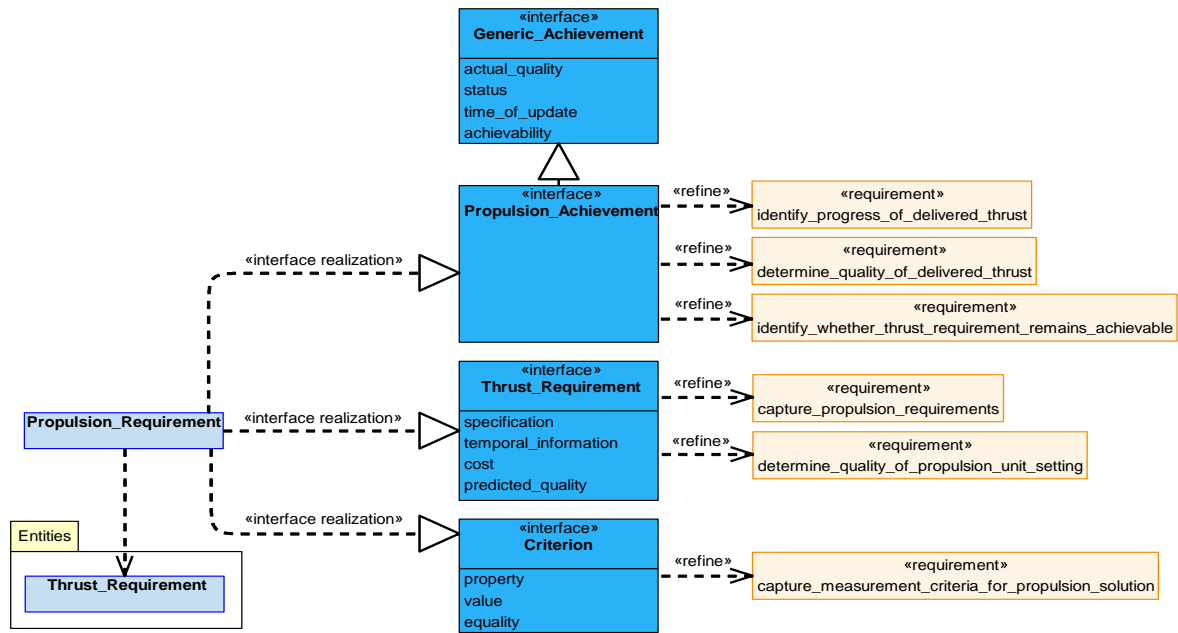 «interface»
Generic_Achievement
actual_quality
status
time_of_update
achievability
«interface»
Propulsion_Achievement
«refine»
«requirement»
identify_progress_of_delivered_thrust
«refine»
«requirement»
determine_quality_of_delivered_thrust
«refine»
«requirement»
identify_whether_thrust_requirement_remains_achievable
«interface realization»
«interface»
Thrust_Requirement
specification
temporal_information
cost
predicted_quality
«refine»
«requirement»
capture_propulsion_requirements
«refine»
«requirement»
determine_quality_of_propulsion_unit_setting
Propulsion_Requirement
«interface realization»
«interface realization»
«interface»
Criterion
property
value
equality
«refine»
«requirement»
capture_measurement_criteria_for_propulsion_solution
Entities
Thrust_Requirement